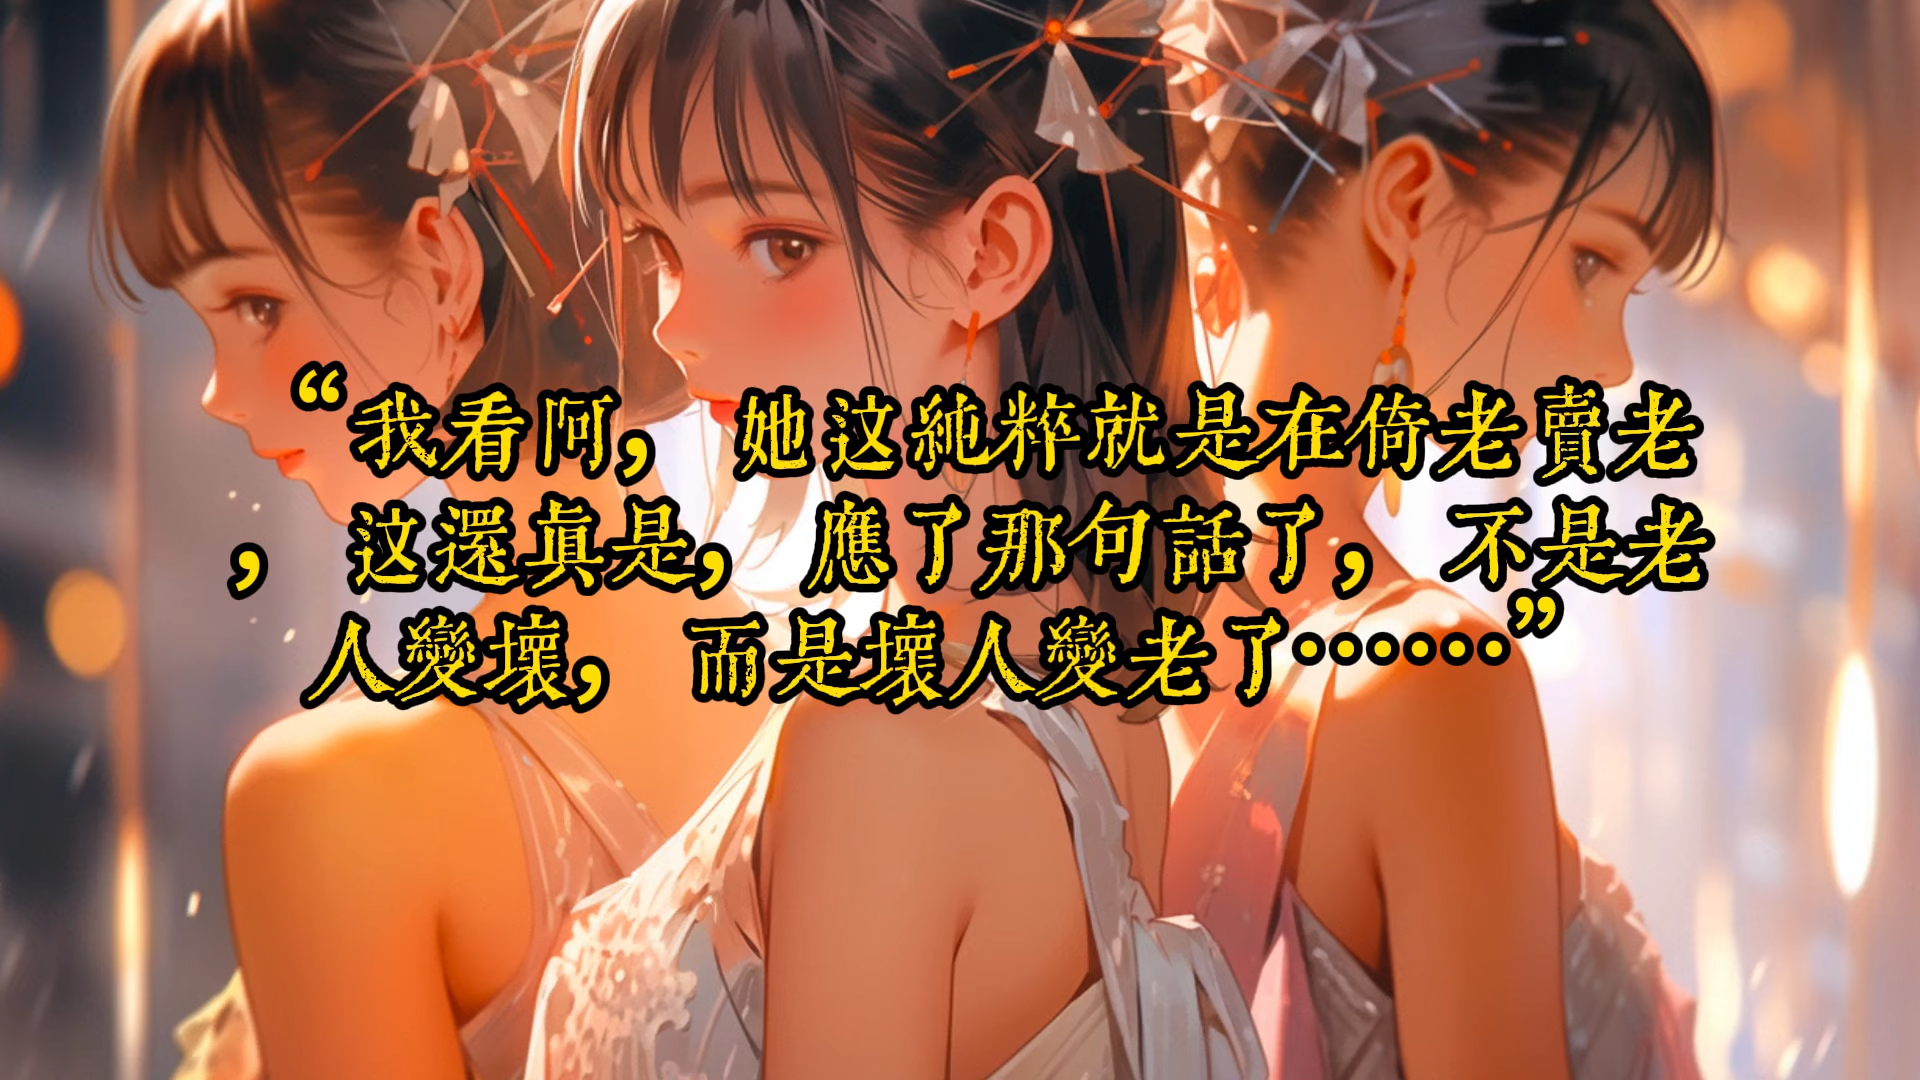 “我看阿，她这純粹就是在倚老賣老
，这還真是，應了那句話了，不是老
人變壞，而是壞人變老了……”